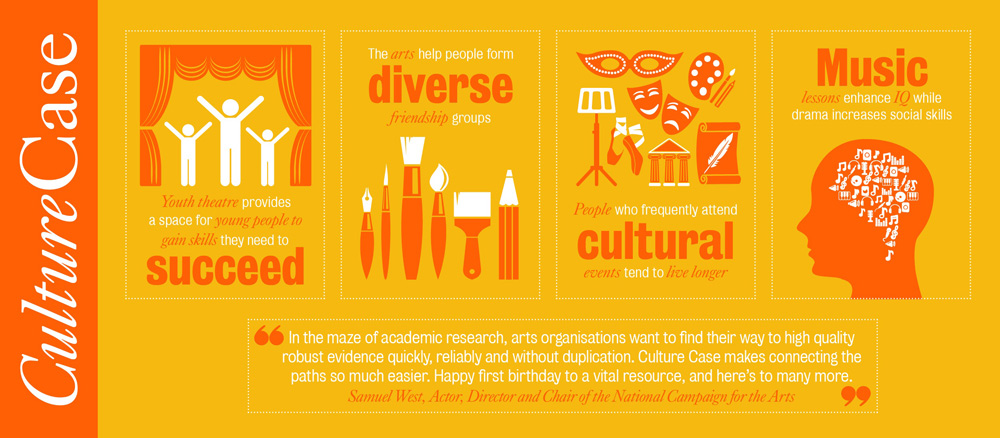 CultureCase
Youth theatre provides
a space for young people to
gain skills they need to
succeed
The arts help people form
diverse
friendship groups
People who frequently attend
cultural
events tend to live longer
Music
lessons enhance IQ while
drama increases social skills
“ In the maze of academic research, arts organisations want to find their way to high quality
robust evidence quickly, reliably and without duplication. Culture Case makes connecting the
paths so much easier. Happy first birthday to a vital resource, and here's to many more. ”
Samuel West, Actor, Director and Chair of the National Campaign for the Arts